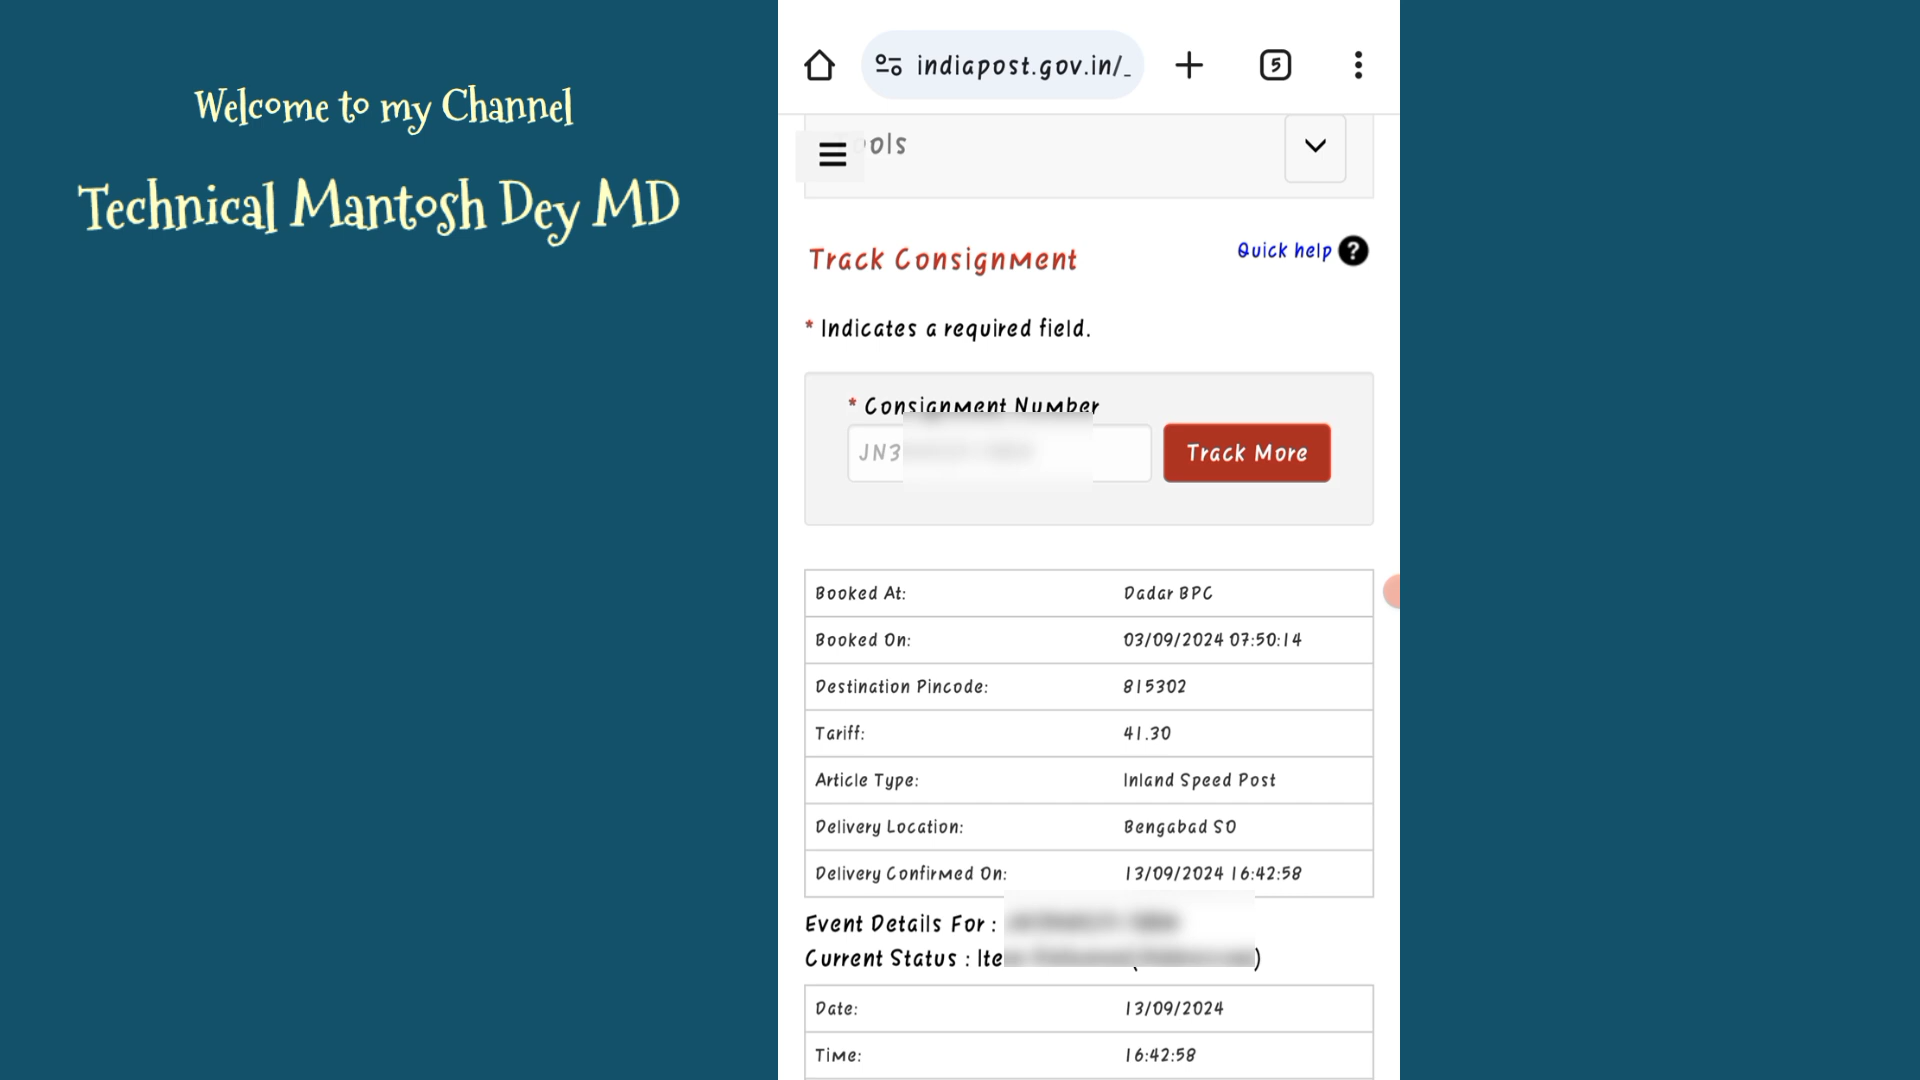 Welcome to my Channel
Technical Mantosh Dey MD
indiapost.gov.in/_
5
ools
Track Consignment
Quick help ?
* Indicates a required field.
* Consignment Number
JN3
Track More
Booked At: Dadar BPC
Booked On: 03/09/2024 07:50:14
Destination Pincode: 815302
Tariff: 41.30
Article Type: Inland Speed Post
Delivery Location: Bengabad SO
Delivery Confirmed On: 13/09/2024 16:42:58
Event Details For :
Current Status :
Date: 13/09/2024
Time: 16:42:58